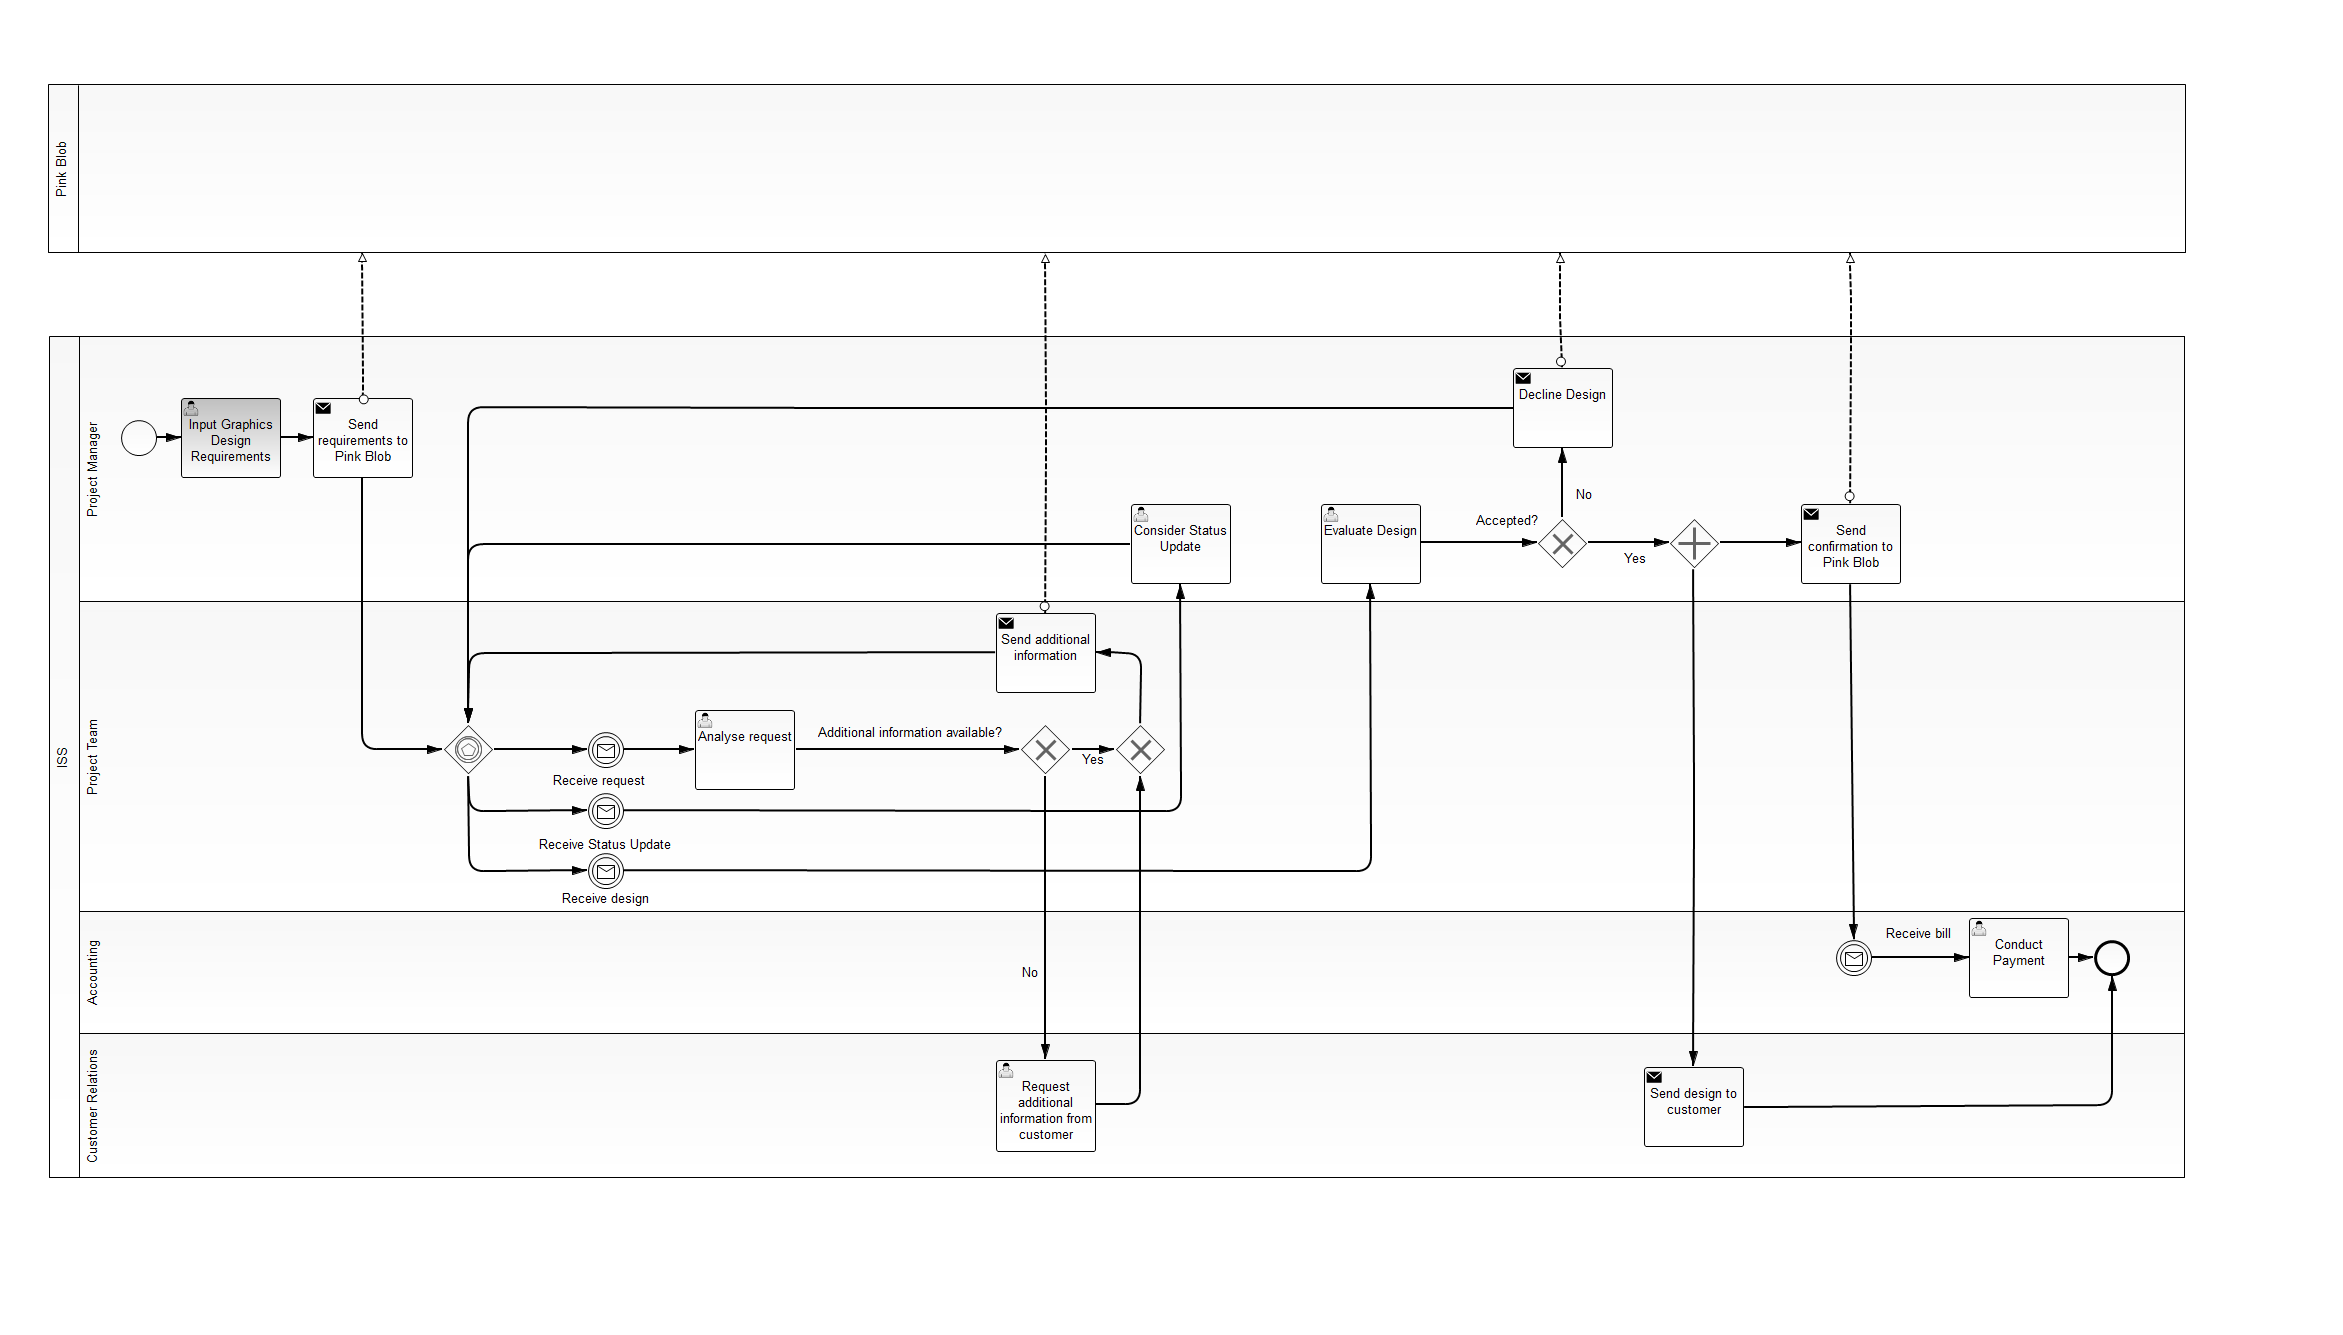 Pink Blob
ISS
Project Manager
Input Graphics
Design
Requirements
Send
requirements to
Pink Blob
Decline Design
No
Consider Status
Update
Evaluate Design
Accepted?
Yes
Send
confirmation to
Pink Blob
Project Team
Send additional
information
Receive request
Analyse request
Additional information available?
Yes
Receive Status Update
Receive design
Accounting
No
Receive bill
Conduct
Payment
Customer Relations
Request
additional
information from
customer
Send design to
customer